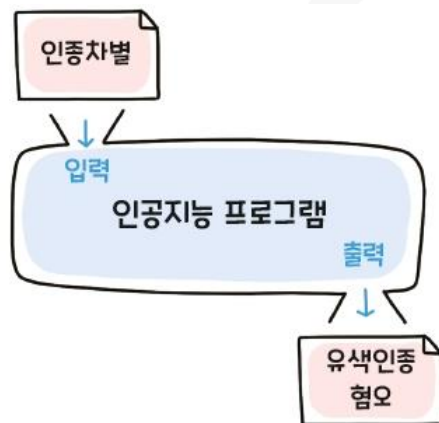 인종차별
입력
인공지능 프로그램
출력
유색인종
혐오